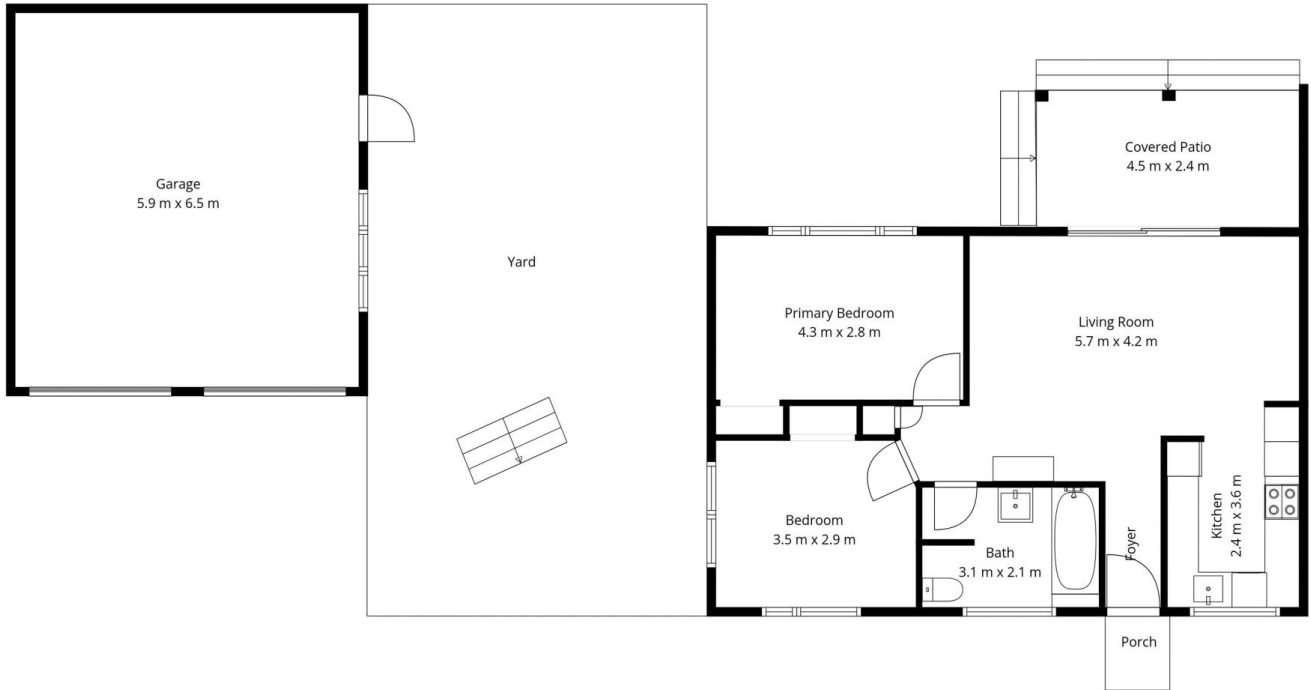 Garage
5.9 m x 6.5 m
Yard
Covered Patio
4.5 m x 2.4 m
Primary Bedroom
4.3 m x 2.8 m
Living Room
5.7 m x 4.2 m
Bedroom
3.5 m x 2.9 m
Bath
3.1 m x 2.1 m
Foyer
Kitchen
2.4 m x 3.6 m
Porch